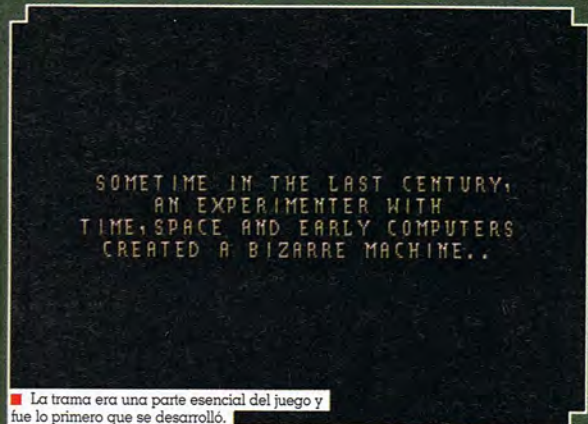 SOMETIME IN THE LAST CENTURY,
AN EXPERIMENTER WITH
TIME, SPACE AND EARLY COMPUTERS
CREATED A BIZARRE MACHINE..
La trama era una parte esencial del juego y
fue lo primero que se desarrolló.